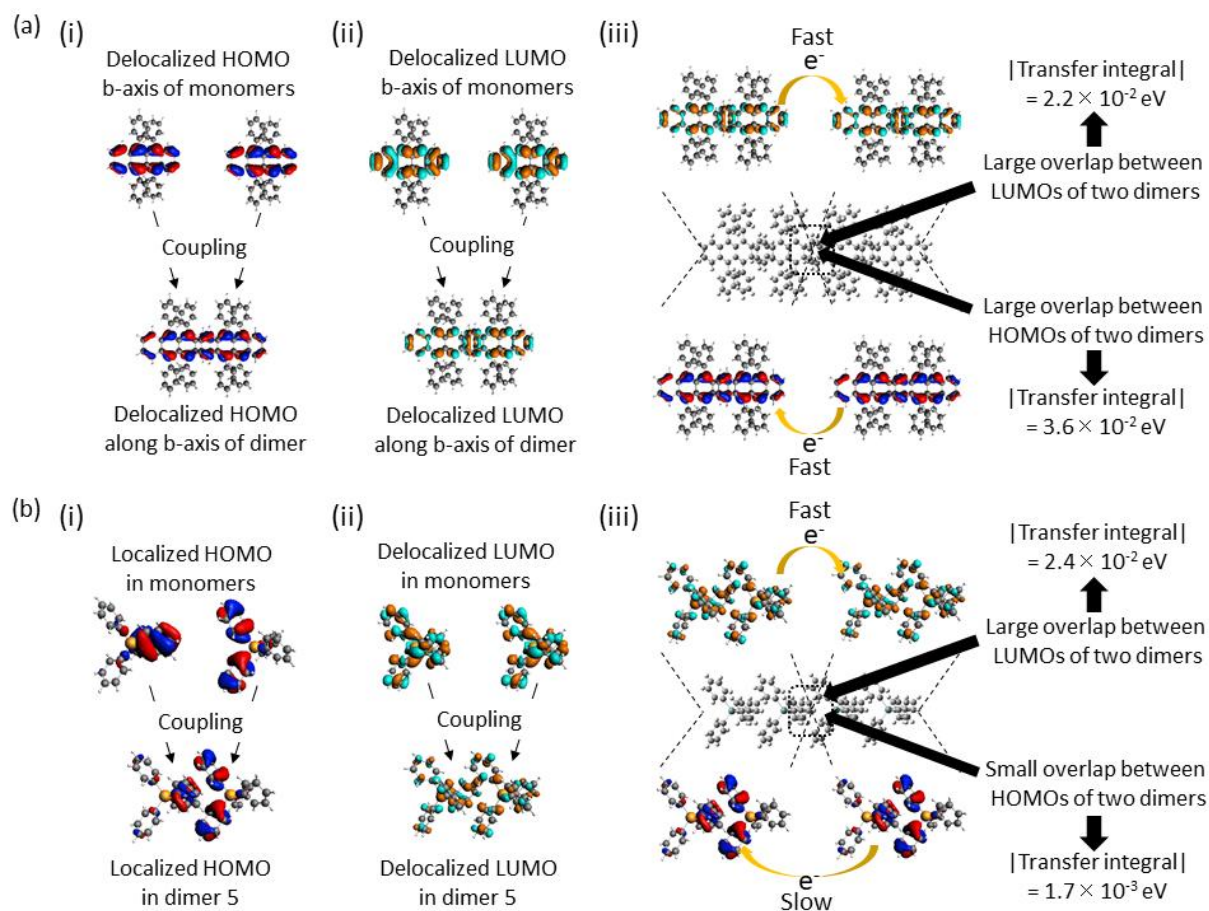 (a)
(i)
Delocalized HOMO
b-axis of monomers
Coupling
Delocalized HOMO
along b-axis of dimer
(ii)
Delocalized LUMO
b-axis of monomers
Coupling
Delocalized LUMO
along b-axis of dimer
(iii)
Fast
e⁻
|Transfer integral|
= 2.2 × 10⁻² eV
Large overlap between
LUMOs of two dimers
Large overlap between
HOMOs of two dimers
|Transfer integral|
= 3.6 × 10⁻² eV
e⁻
Fast
(b)
(i)
Localized HOMO
in monomers
Coupling
Localized HOMO
in dimer 5
(ii)
Delocalized LUMO
in monomers
Coupling
Delocalized LUMO
in dimer 5
(iii)
Fast
e⁻
|Transfer integral|
= 2.4 × 10⁻² eV
Large overlap between
LUMOs of two dimers
Small overlap between
HOMOs of two dimers
|Transfer integral|
= 1.7 × 10⁻³ eV
e⁻
Slow